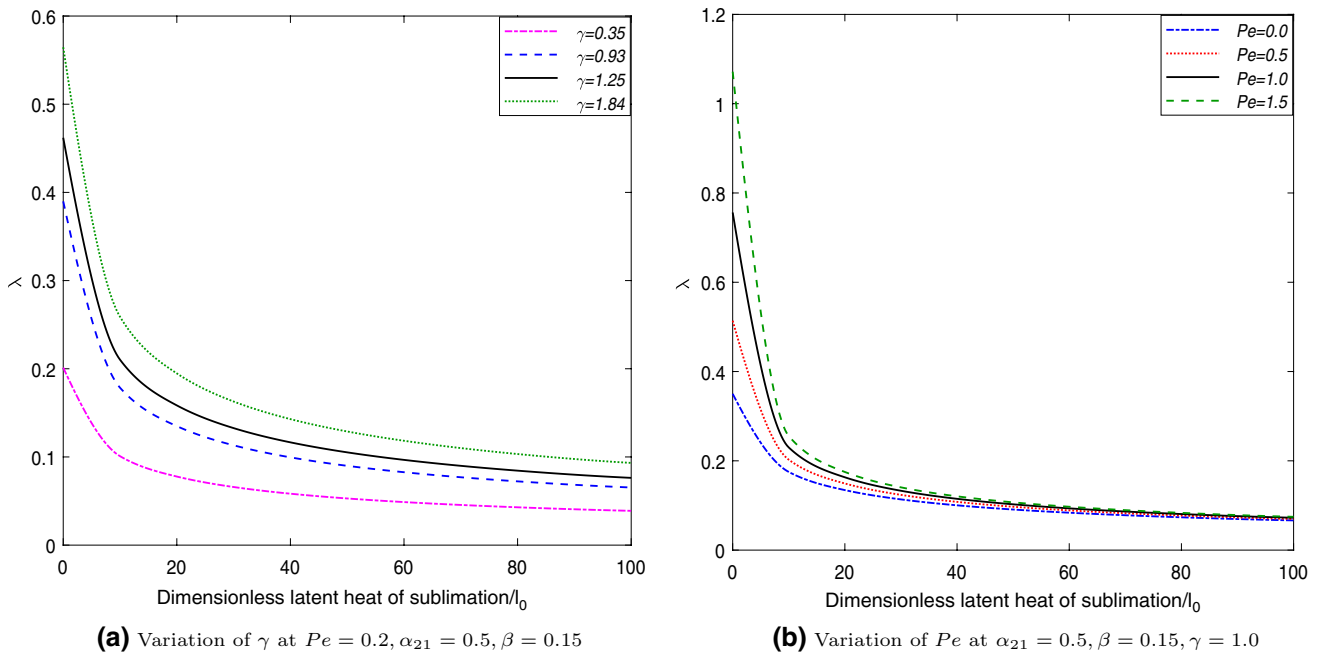 0.6
0.5
0.4
0.3
0.2
0.1
0
λ
0 20 40 60 80 100
Dimensionless latent heat of sublimation/l₀
γ=0.35
γ=0.93
γ=1.25
γ=1.84
(a) Variation of γ at Pe = 0.2, α₂₁ = 0.5, β = 0.15
1.2
1
0.8
0.6
0.4
0.2
0
λ
0 20 40 60 80 100
Dimensionless latent heat of sublimation/l₀
Pe=0.0
Pe=0.5
Pe=1.0
Pe=1.5
(b) Variation of Pe at α₂₁ = 0.5, β = 0.15, γ = 1.0